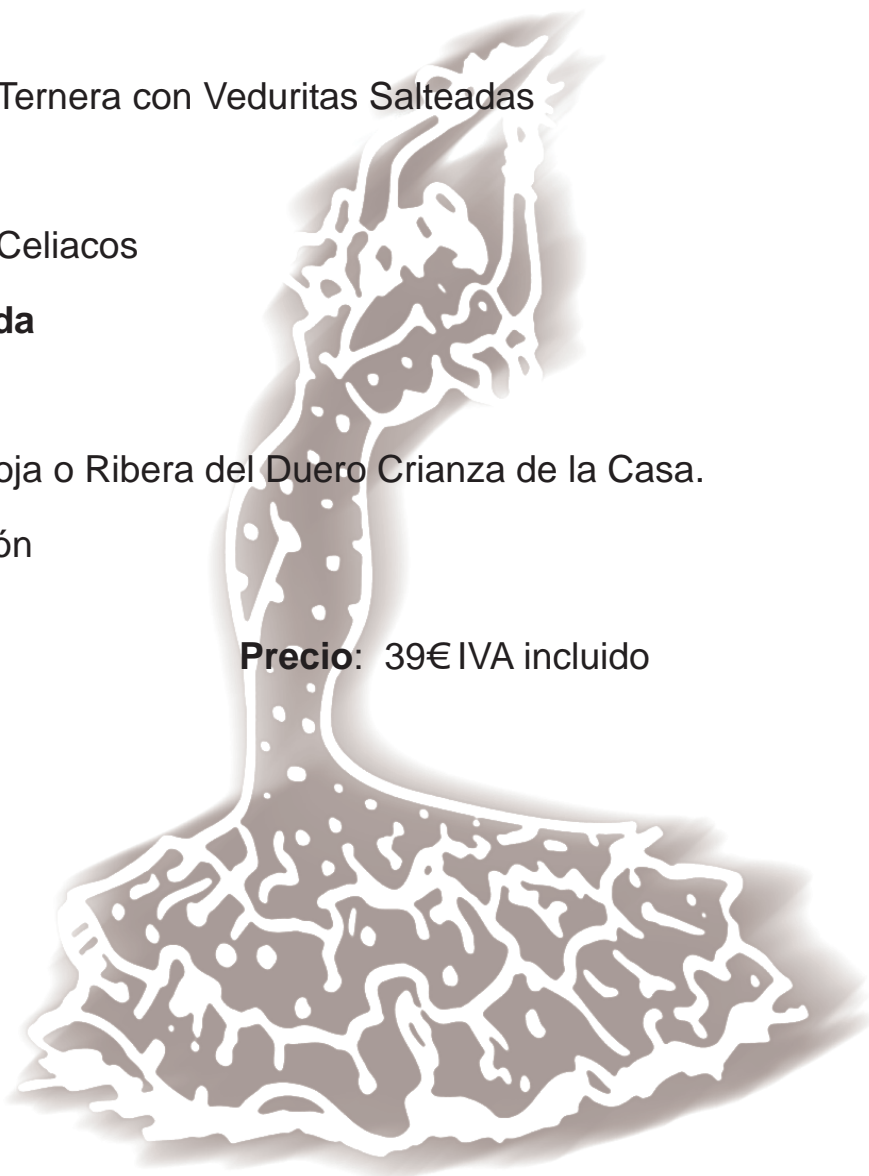 Ternera con Veduritas Salteadas
Celiacos
da
oja o Ribera del Duero Crianza de la Casa.
ón
Precio: 39€ IVA incluido